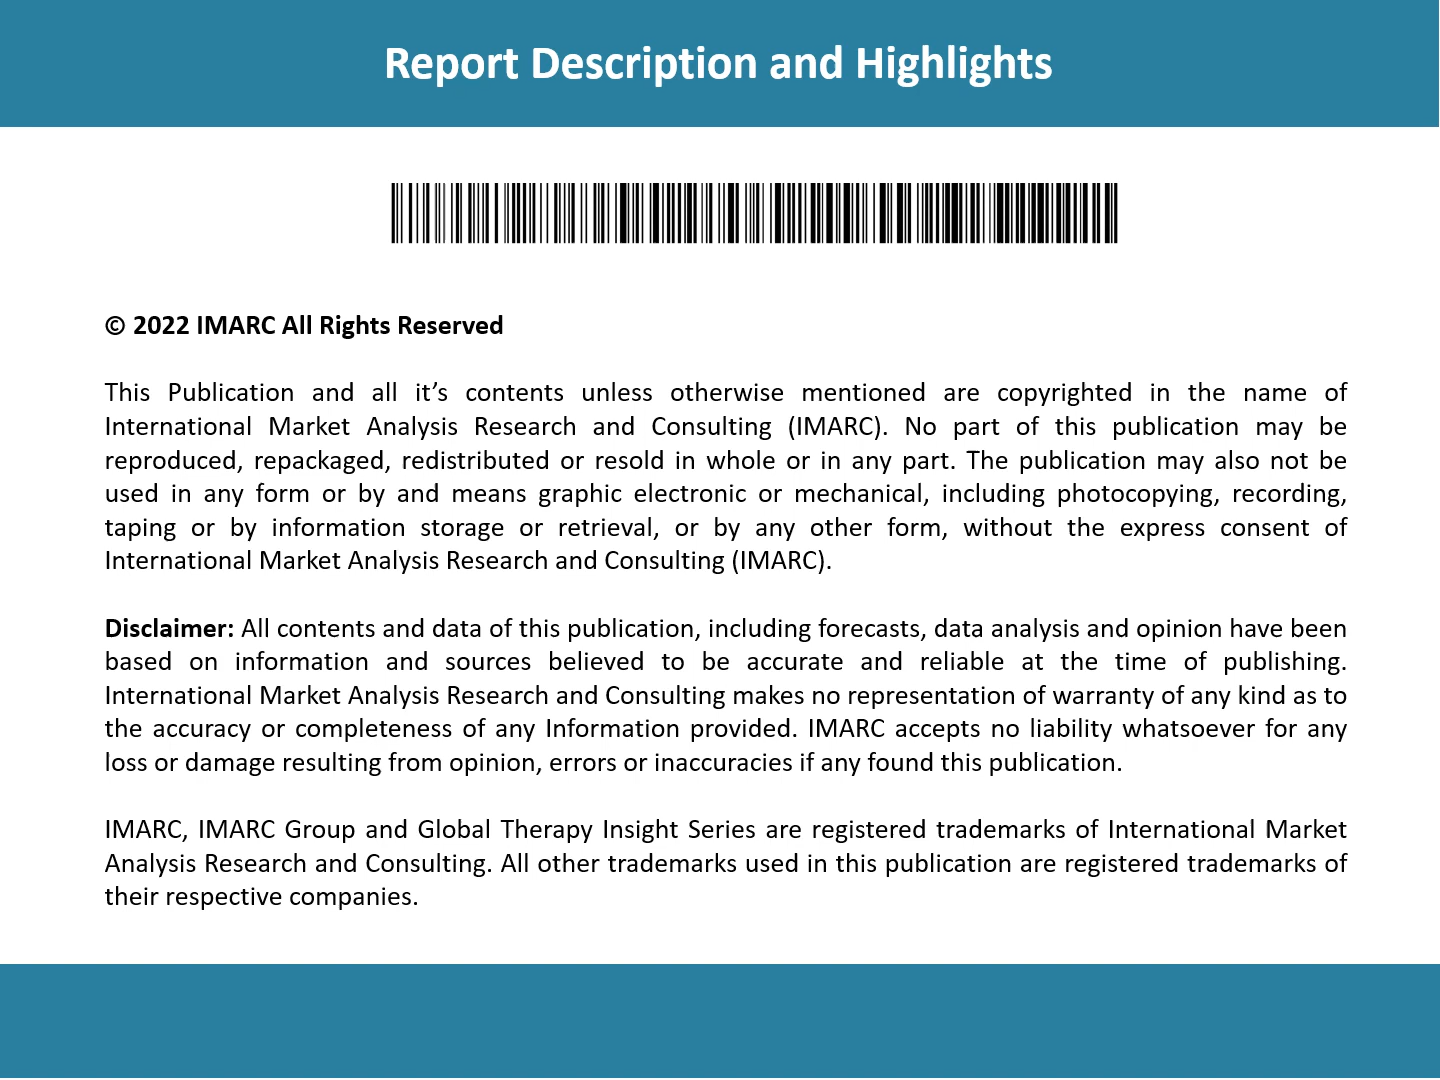 Report Description and Highlights
© 2022 IMARC All Rights Reserved
This Publication and all it’s contents unless otherwise mentioned are copyrighted in the name of
International Market Analysis Research and Consulting (IMARC). No part of this publication may be
reproduced, repackaged, redistributed or resold in whole or in any part. The publication may also not be
used in any form or by and means graphic electronic or mechanical, including photocopying, recording,
taping or by information storage or retrieval, or by any other form, without the express consent of
International Market Analysis Research and Consulting (IMARC).
Disclaimer: All contents and data of this publication, including forecasts, data analysis and opinion have been
based on information and sources believed to be accurate and reliable at the time of publishing.
International Market Analysis Research and Consulting makes no representation of warranty of any kind as to
the accuracy or completeness of any Information provided. IMARC accepts no liability whatsoever for any
loss or damage resulting from opinion, errors or inaccuracies if any found this publication.
IMARC, IMARC Group and Global Therapy Insight Series are registered trademarks of International Market
Analysis Research and Consulting. All other trademarks used in this publication are registered trademarks of
their respective companies.